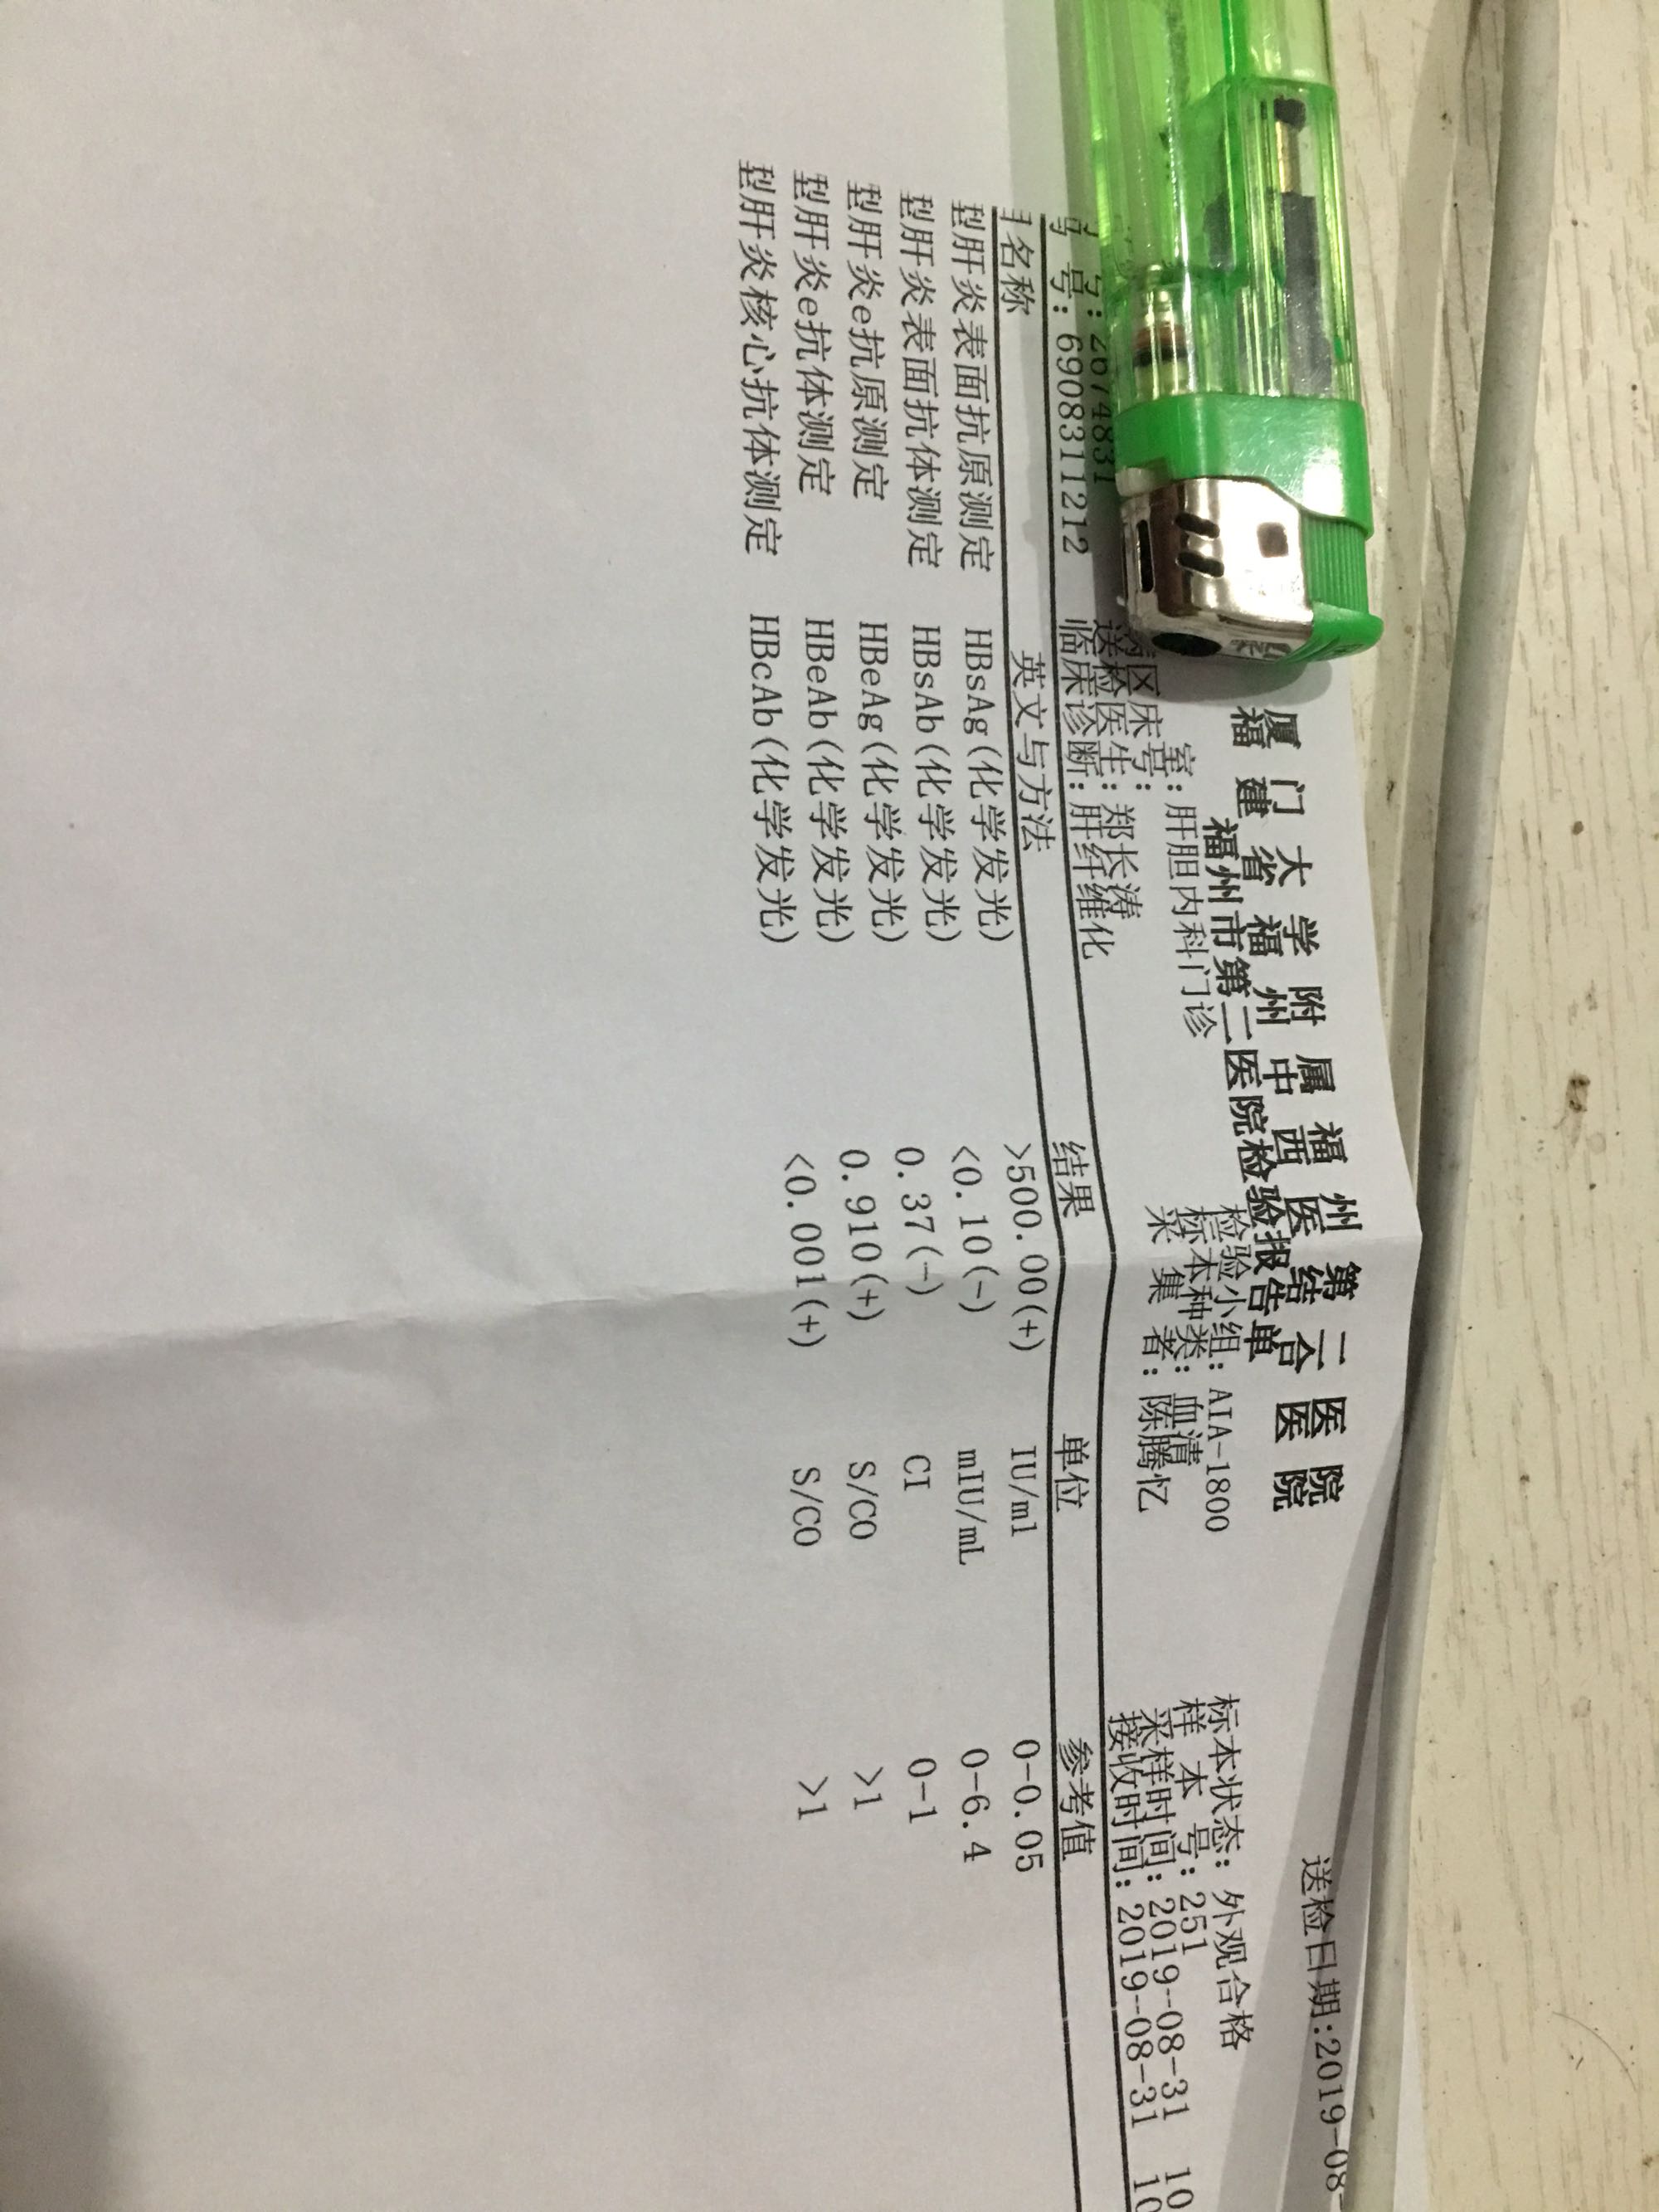 送检日期:2019-08-
厦门大学附属福州第二医院
福建省福州中西医结合医院
福州市第二医院检验报告单
室: 肝胆内科门诊 检验小组: AIA-1800 标本状态: 外观合格
区床号: 标本种类: 血清 样本号: 251
号: 26748831 送检医生: 郑长涛 采集者: 陈腾忆 采样时间: 2019-08-31 10
号: 6908311212 临床诊断: 肝纤维化 接收时间: 2019-08-31 10
名称 英文与方法 结果 单位 参考值
型肝炎表面抗原测定 HBsAg(化学发光) >500.00(+) IU/ml 0-0.05
型肝炎表面抗体测定 HBsAb(化学发光) <0.10(-) mIU/mL 0-6.4
型肝炎e抗原测定 HBeAg(化学发光) 0.37(-) CI 0-1
型肝炎e抗体测定 HBeAb(化学发光) 0.910(+) S/CO >1
型肝炎核心抗体测定 HBcAb(化学发光) <0.001(+) S/CO >1